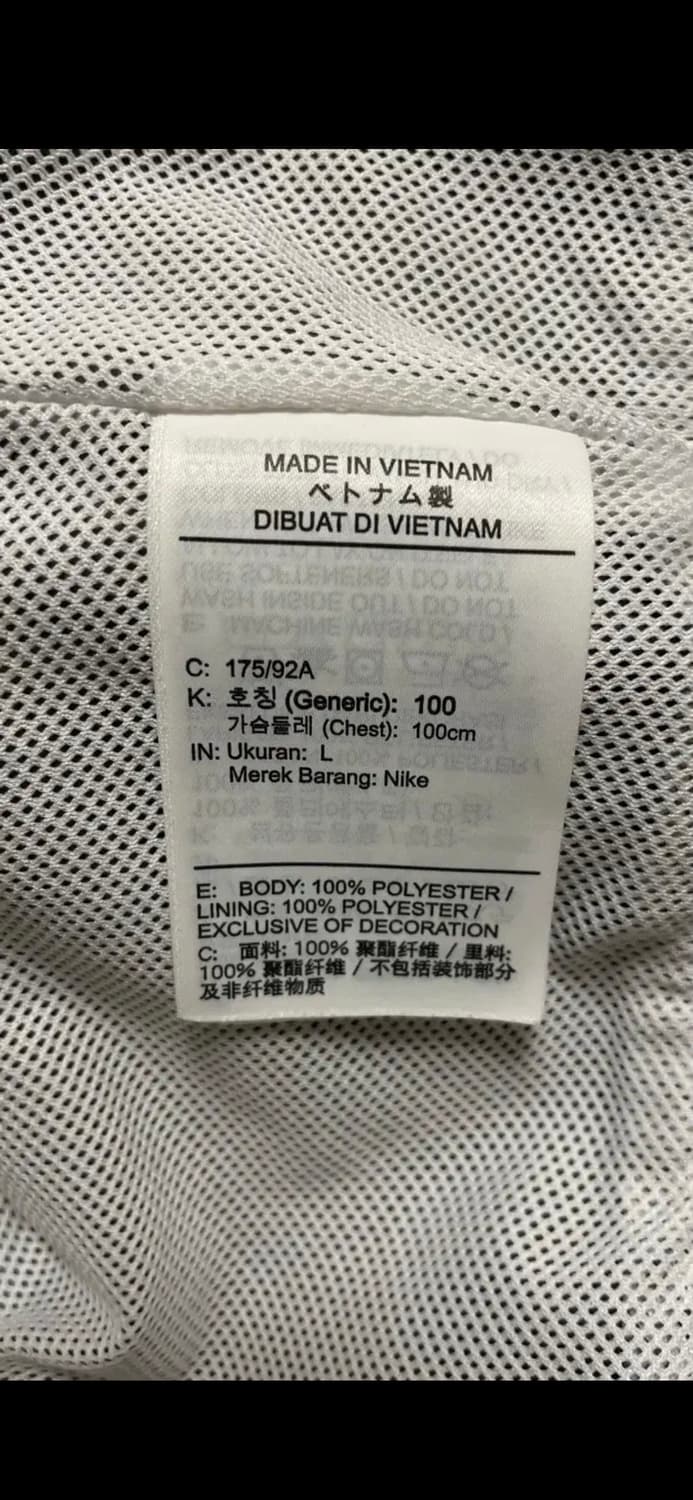 MADE IN VIETNAM
ベトナム製
DIBUAT DI VIETNAM
C: 175/92A
K: 호칭 (Generic): 100
가슴둘레 (Chest): 100cm
IN: Ukuran: L
Merek Barang: Nike
E: BODY: 100% POLYESTER /
LINING: 100% POLYESTER /
EXCLUSIVE OF DECORATION
C: 面料: 100% 聚酯纤维 / 里料:
100% 聚酯纤维 / 不包括装饰部分
及非纤维物质